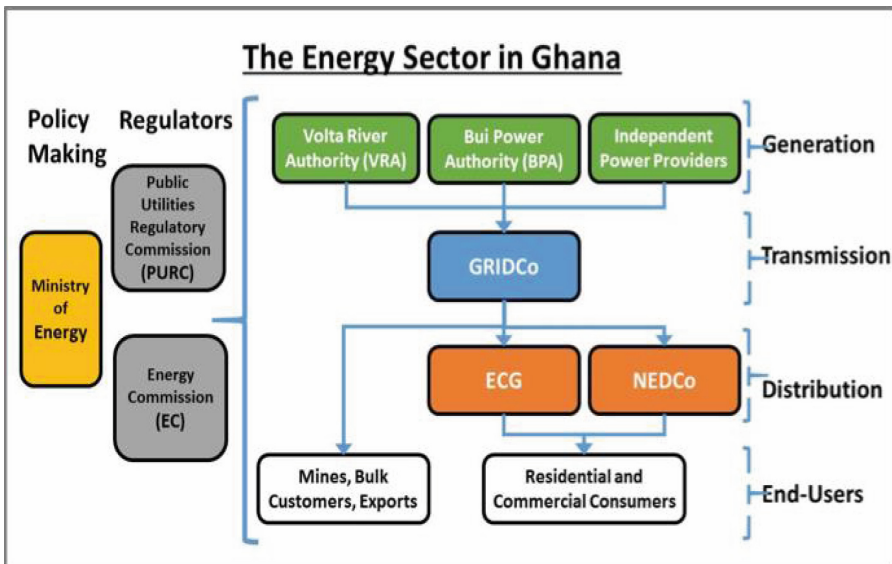 The Energy Sector in Ghana
Policy
Making
Regulators
Public
Utilities
Regulatory
Commission
(PURC)
Ministry
of
Energy
Energy
Commission
(EC)
Volta River
Authority (VRA)
Bui Power
Authority (BPA)
Independent
Power Providers
Generation
GRIDCo
Transmission
ECG
NEDCo
Distribution
Mines, Bulk
Customers, Exports
Residential and
Commercial Consumers
End-Users